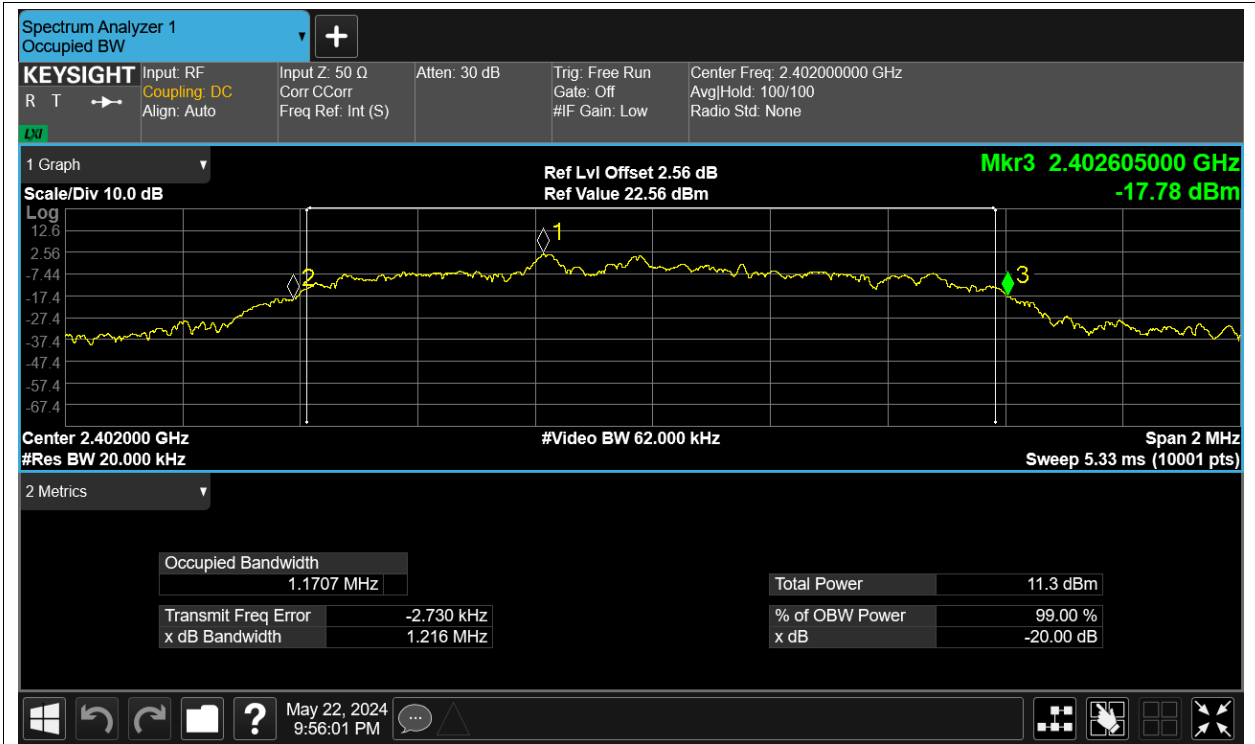 Spectrum Analyzer 1
Occupied BW
KEYSIGHT
R T
LXI
Input: RF
Coupling: DC
Align: Auto
Input Z: 50 Ω
Corr CCorr
Freq Ref: Int (S)
Atten: 30 dB
Trig: Free Run
Gate: Off
#IF Gain: Low
Center Freq: 2.402000000 GHz
Avg|Hold: 100/100
Radio Std: None
1 Graph
Scale/Div 10.0 dB
Ref Lvl Offset 2.56 dB
Ref Value 22.56 dBm
Mkr3 2.402605000 GHz
-17.78 dBm
Log
12.6
2.56
-7.44
-17.4
-27.4
-37.4
-47.4
-57.4
-67.4
1
2
3
Center 2.402000 GHz
#Video BW 62.000 kHz
Span 2 MHz
#Res BW 20.000 kHz
Sweep 5.33 ms (10001 pts)
2 Metrics
Occupied Bandwidth
1.1707 MHz
Transmit Freq Error -2.730 kHz
x dB Bandwidth 1.216 MHz
Total Power 11.3 dBm
% of OBW Power 99.00 %
x dB -20.00 dB
May 22, 2024
9:56:01 PM